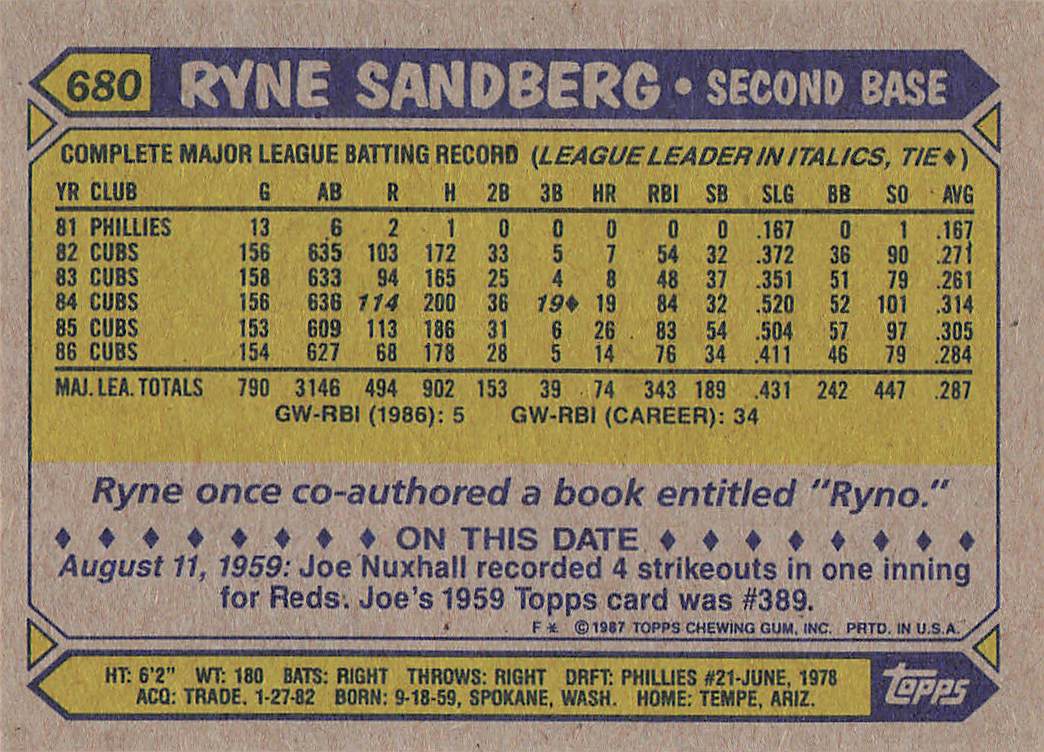 680 RYNE SANDBERG • SECOND BASE
COMPLETE MAJOR LEAGUE BATTING RECORD (LEAGUE LEADER IN ITALICS, TIE♦)
YR CLUB G AB R H 2B 3B HR RBI SB SLG BB SO AVG
81 PHILLIES 13 6 2 1 0 0 0 0 0 .167 0 1 .167
82 CUBS 156 635 103 172 33 5 7 54 32 .372 36 90 .271
83 CUBS 158 633 94 165 25 4 8 48 37 .351 51 79 .261
84 CUBS 156 636 114 200 36 19♦ 19 84 32 .520 52 101 .314
85 CUBS 153 609 113 186 31 6 26 83 54 .504 57 97 .305
86 CUBS 154 627 68 178 28 5 14 76 34 .411 46 79 .284
MAJ. LEA. TOTALS 790 3146 494 902 153 39 74 343 189 .431 242 447 .287
GW-RBI (1986): 5 GW-RBI (CAREER): 34
Ryne once co-authored a book entitled "Ryno."
♦ ♦ ♦ ♦ ♦ ♦ ♦ ♦ ON THIS DATE ♦ ♦ ♦ ♦ ♦ ♦ ♦ ♦
August 11, 1959: Joe Nuxhall recorded 4 strikeouts in one inning
for Reds. Joe's 1959 Topps card was #389.
F * ©1987 TOPPS CHEWING GUM, INC. PRTD. IN U.S.A.
HT: 6'2" WT: 180 BATS: RIGHT THROWS: RIGHT DRFT: PHILLIES #21-JUNE, 1978
ACQ: TRADE. 1-27-82 BORN: 9-18-59, SPOKANE, WASH. HOME: TEMPE, ARIZ.
topps